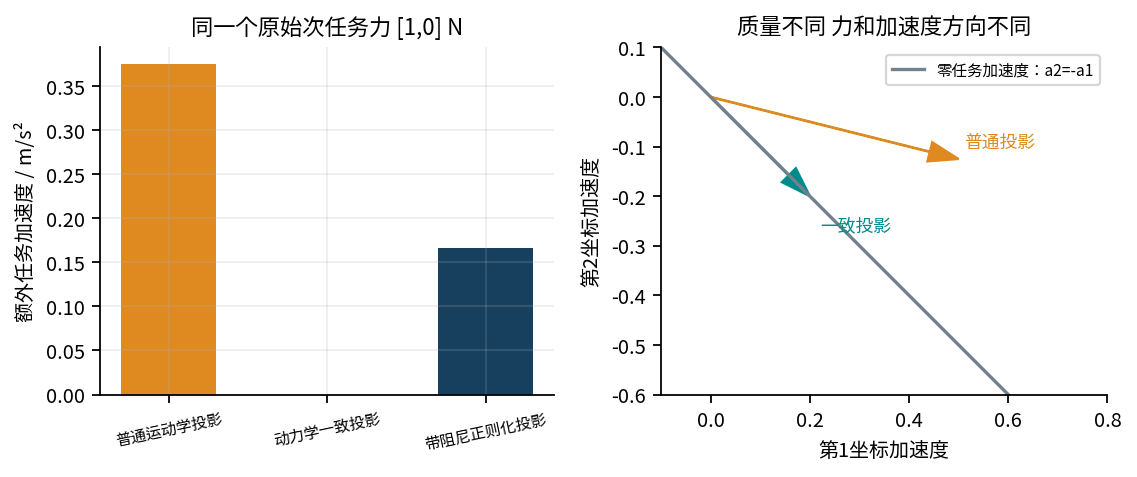 同一个原始次任务力 [1,0] N
额外任务加速度 / m/s²
0.35
0.30
0.25
0.20
0.15
0.10
0.05
0.00
普通运动学投影
动力学一致投影
带阻尼正则化投影
质量不同 力和加速度方向不同
零任务加速度：a2=-a1
普通投影
一致投影
第2坐标加速度
0.1
0.0
-0.1
-0.2
-0.3
-0.4
-0.5
-0.6
0.0
0.2
0.4
0.6
0.8
第1坐标加速度